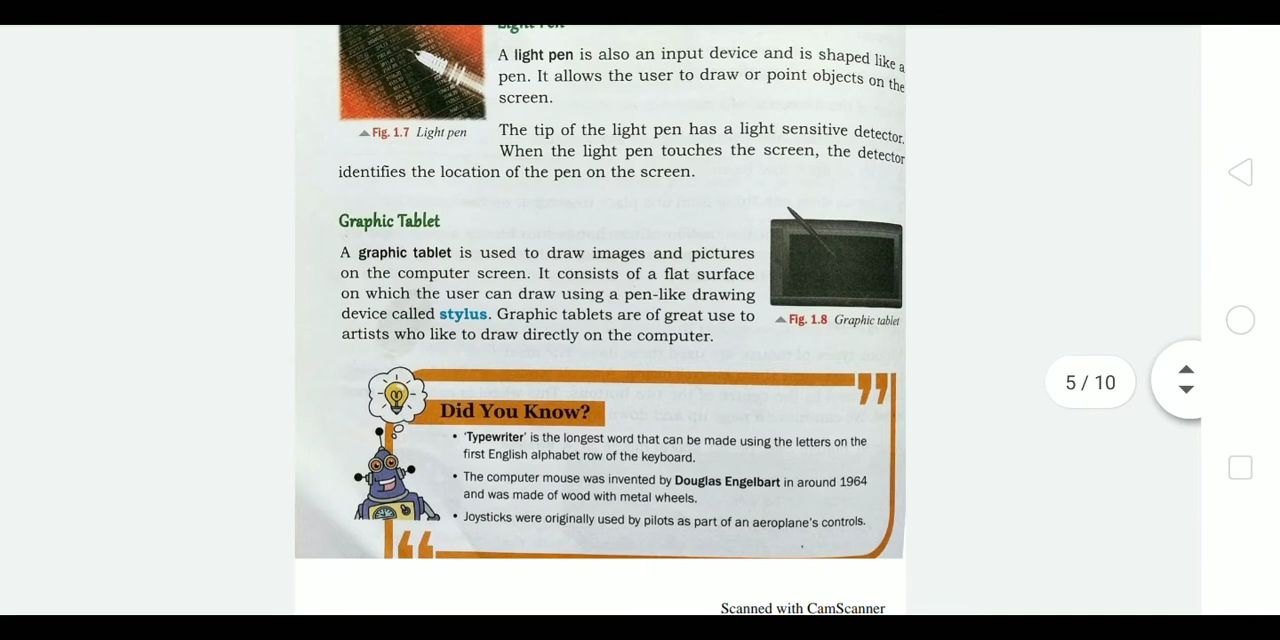 Light Pen
A light pen is also an input device and is shaped like a
pen. It allows the user to draw or point objects on the
screen.
▲ Fig. 1.7 Light pen
The tip of the light pen has a light sensitive detector.
When the light pen touches the screen, the detector
identifies the location of the pen on the screen.
Graphic Tablet
A graphic tablet is used to draw images and pictures
on the computer screen. It consists of a flat surface
on which the user can draw using a pen-like drawing
device called stylus. Graphic tablets are of great use to
artists who like to draw directly on the computer.
▲ Fig. 1.8 Graphic tablet
5 / 10
Did You Know?
• ‘Typewriter’ is the longest word that can be made using the letters on the
first English alphabet row of the keyboard.
• The computer mouse was invented by Douglas Engelbart in around 1964
and was made of wood with metal wheels.
• Joysticks were originally used by pilots as part of an aeroplane's controls.
Scanned with CamScanner